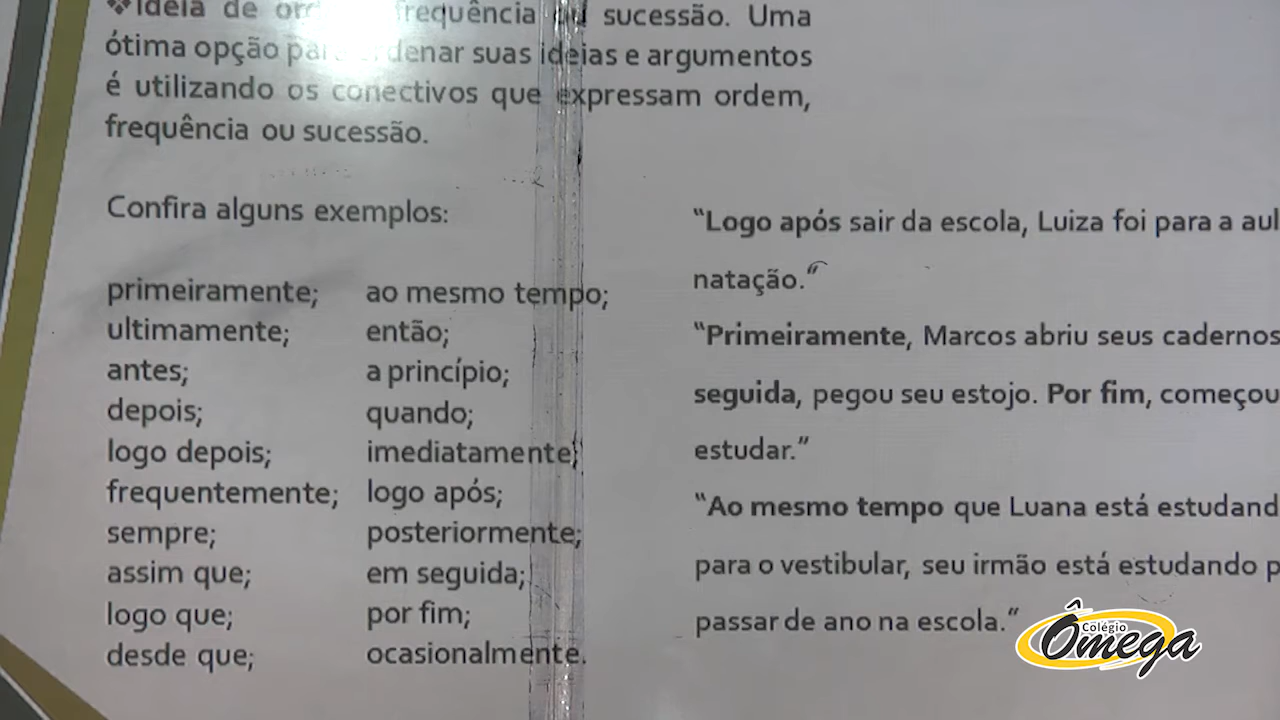 ❖Ideia de frequência ou sucessão. Uma
ótima opção para ordenar suas ideias e argumentos
é utilizando os conectivos que expressam ordem,
frequência ou sucessão.
Confira alguns exemplos:
primeiramente; ao mesmo tempo;
ultimamente; então;
antes; a princípio;
depois; quando;
logo depois; imediatamente;
frequentemente; logo após;
sempre; posteriormente;
assim que; em seguida;
logo que; por fim;
desde que; ocasionalmente.
“Logo após sair da escola, Luiza foi para a aul
natação.”
“Primeiramente, Marcos abriu seus cadernos
seguida, pegou seu estojo. Por fim, começou
estudar.”
“Ao mesmo tempo que Luana está estudand
para o vestibular, seu irmão está estudando p
passar de ano na escola.”
Colégio
Ômega